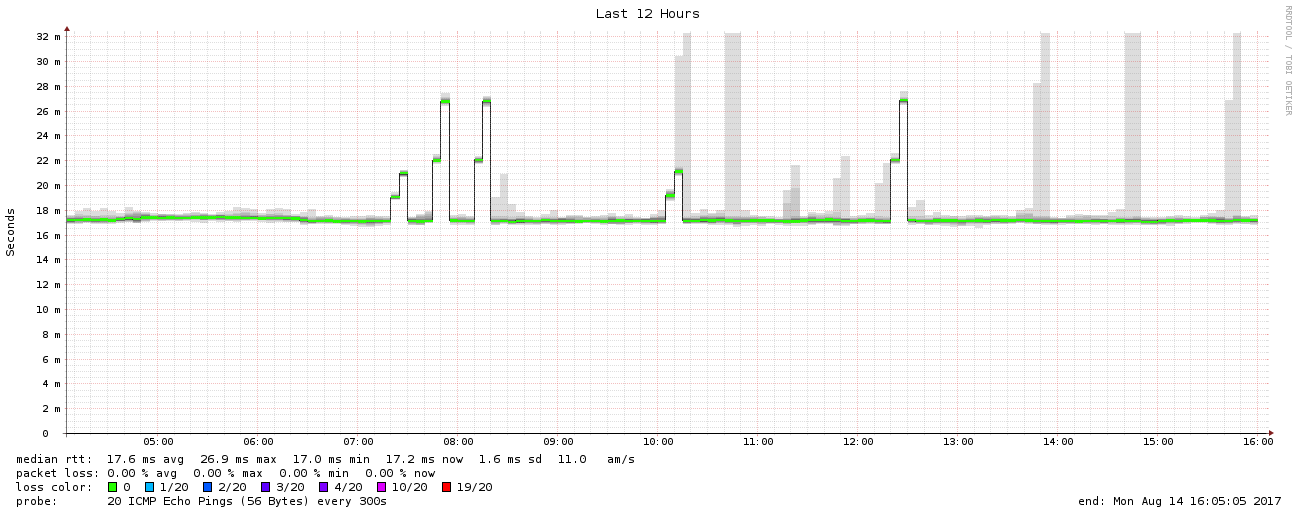 Last 12 Hours
RRDTOOL / TOBI OETIKER
Seconds
32 m
30 m
28 m
26 m
24 m
22 m
20 m
18 m
16 m
14 m
12 m
10 m
8 m
6 m
4 m
2 m
0
05:00 06:00 07:00 08:00 09:00 10:00 11:00 12:00 13:00 14:00 15:00 16:00
median rtt: 17.6 ms avg 26.9 ms max 17.0 ms min 17.2 ms now 1.6 ms sd 11.0 am/s
packet loss: 0.00 % avg 0.00 % max 0.00 % min 0.00 % now
loss color: 0 1/20 2/20 3/20 4/20 10/20 19/20
probe: 20 ICMP Echo Pings (56 Bytes) every 300s end: Mon Aug 14 16:05:05 2017